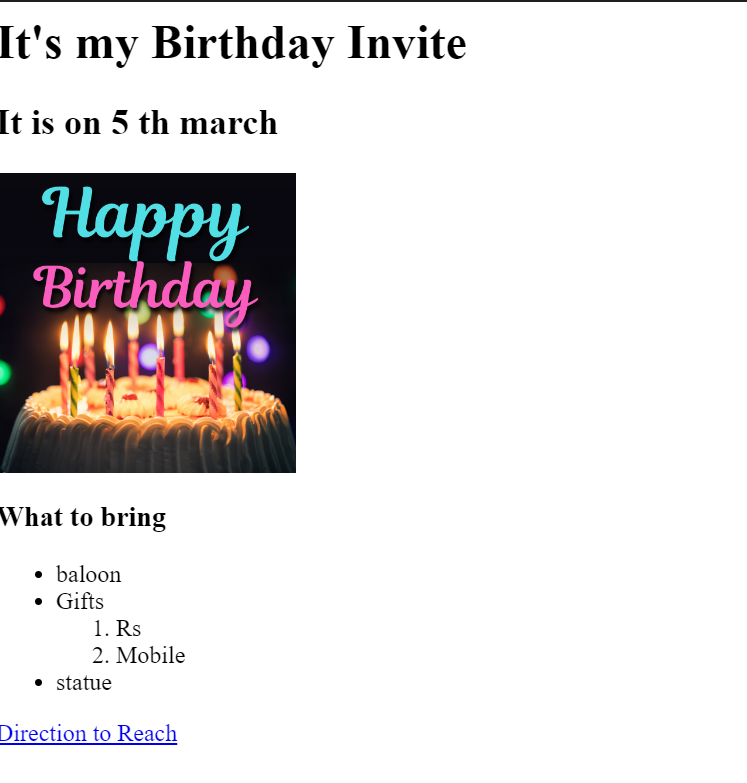 It's my Birthday Invite
It is on 5 th march
Happy
Birthday
What to bring
• baloon
• Gifts
1. Rs
2. Mobile
• statue
Direction to Reach